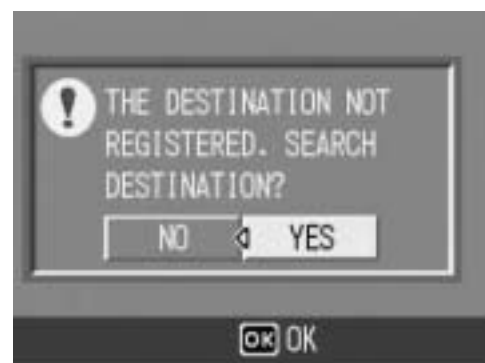 THE DESTINATION NOT
REGISTERED. SEARCH
DESTINATION?
NO YES
OK OK